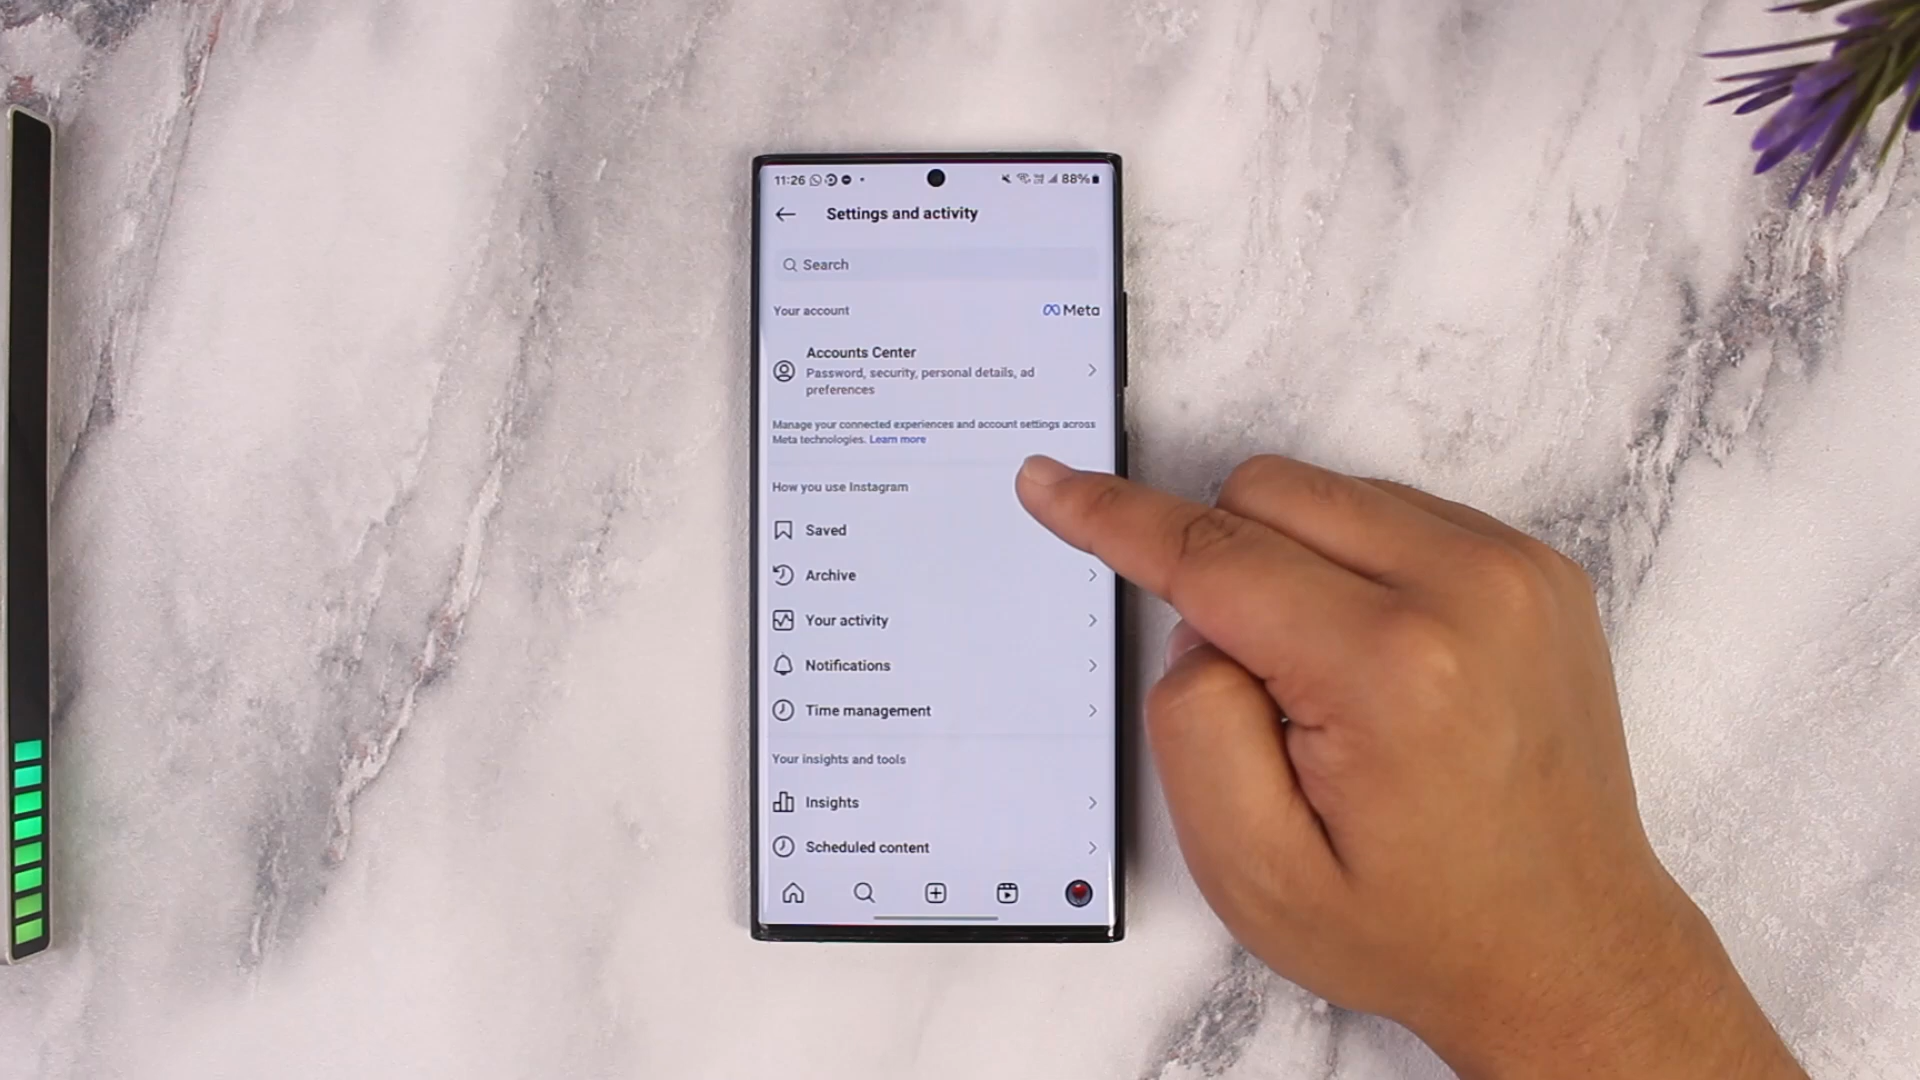 11:26 88%
Settings and activity
Search
Your account Meta
Accounts Center
Password, security, personal details, ad
preferences
Manage your connected experiences and account settings across
Meta technologies. Learn more
How you use Instagram
Saved
Archive
Your activity
Notifications
Time management
Your insights and tools
Insights
Scheduled content